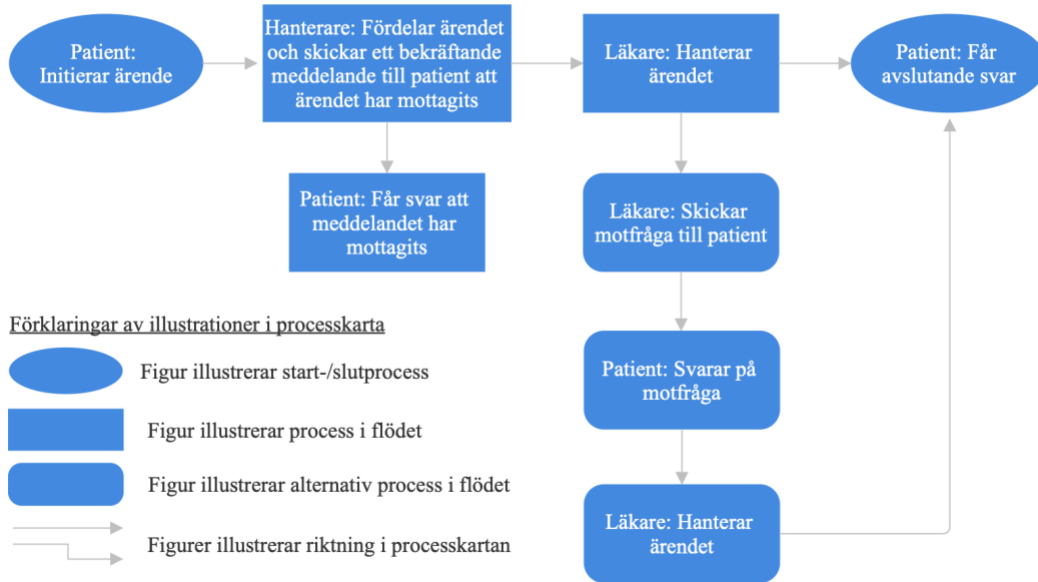 Patient:
Initierar ärende
Hanterare: Fördelar ärendet
och skickar ett bekräftande
meddelande till patient att
ärendet har mottagits
Läkare: Hanterar
ärendet
Patient: Får
avslutande svar
Patient: Får svar att
meddelandet har
mottagits
Läkare: Skickar
motfråga till patient
Patient: Svarar på
motfråga
Läkare: Hanterar
ärendet
Förklaringar av illustrationer i processkarta
Figur illustrerar start-/slutprocess
Figur illustrerar process i flödet
Figur illustrerar alternativ process i flödet
Figurer illustrerar riktning i processkartan